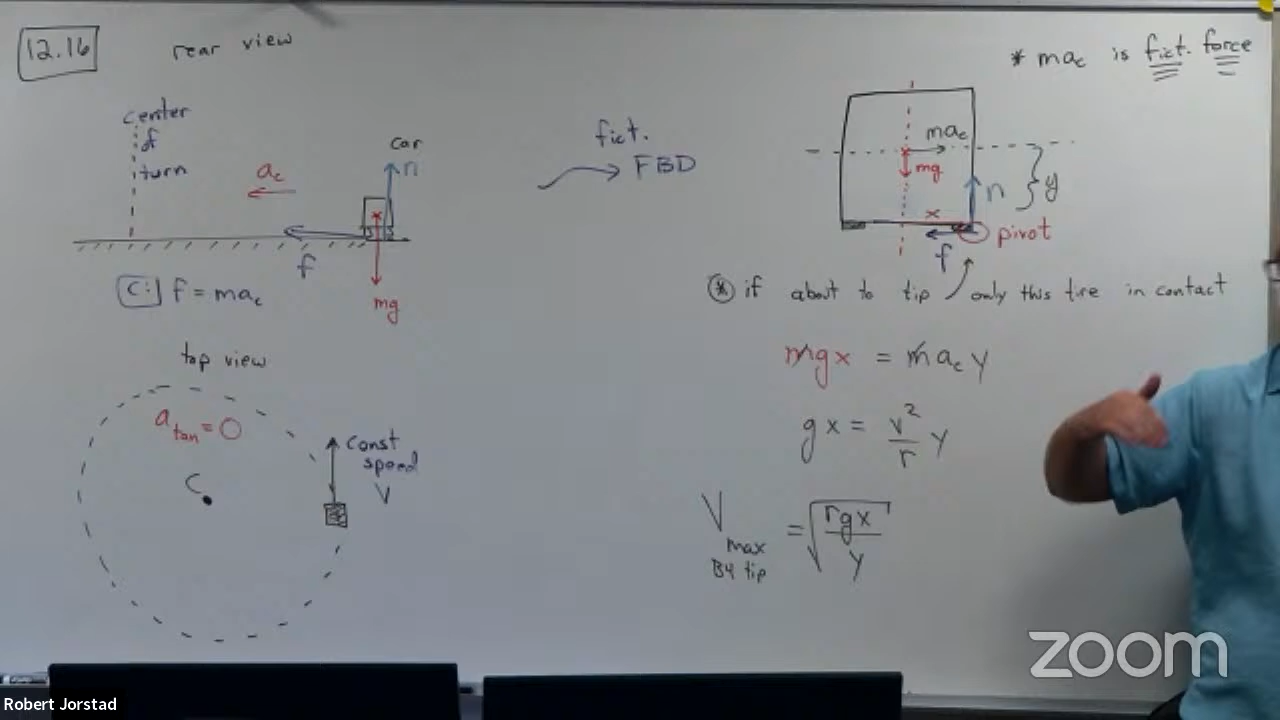 12.16
rear view
* ma_c is fict. force
center
of
turn
a_c
car
n
f
mg
C: f = ma_c
fict.
FBD
ma_c
mg
y
n
x
f
pivot
* if about to tip only this tire in contact
mgx = ma_c y
gx = v²/r y
V max B4 tip = √(rgx/y)
top view
a_tan = 0
C
const
speed
V
zoom
Robert Jorstad